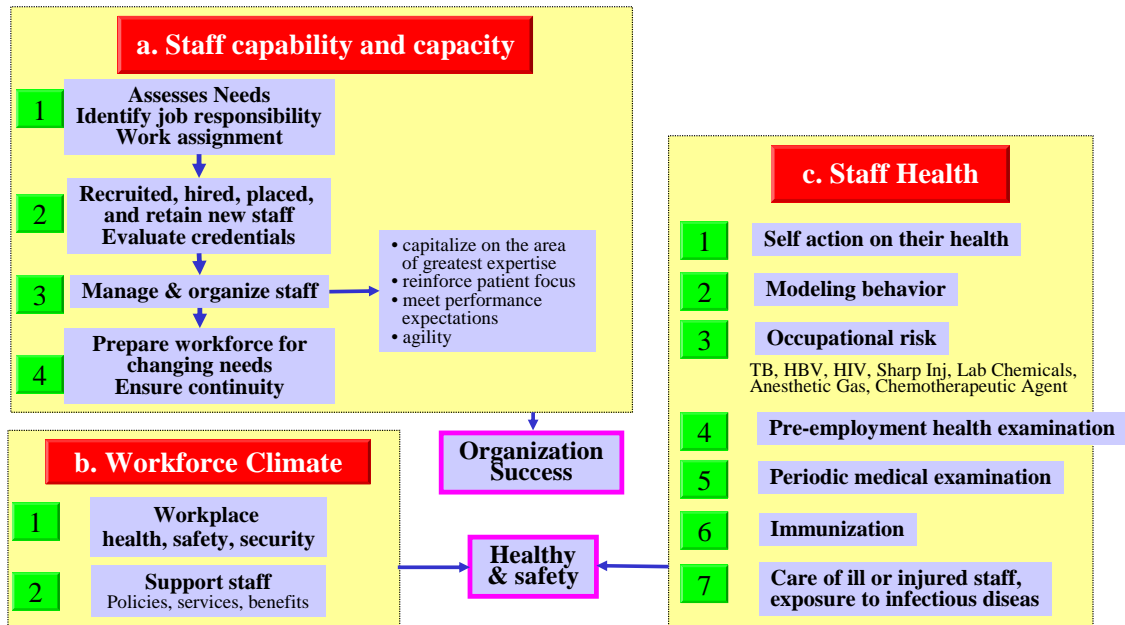 a. Staff capability and capacity
1
Assesses Needs
Identify job responsibility
Work assignment
2
Recruited, hired, placed,
and retain new staff
Evaluate credentials
3
Manage & organize staff
• capitalize on the area
of greatest expertise
• reinforce patient focus
• meet performance
expectations
• agility
4
Prepare workforce for
changing needs
Ensure continuity
Organization
Success
b. Workforce Climate
1
Workplace
health, safety, security
2
Support staff
Policies, services, benefits
Healthy
& safety
c. Staff Health
1
Self action on their health
2
Modeling behavior
3
Occupational risk
TB, HBV, HIV, Sharp Inj, Lab Chemicals,
Anesthetic Gas, Chemotherapeutic Agent
4
Pre-employment health examination
5
Periodic medical examination
6
Immunization
7
Care of ill or injured staff,
exposure to infectious diseas